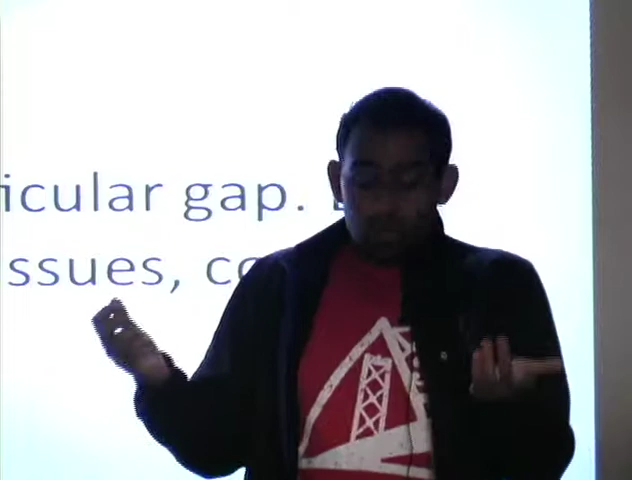 icular gap.
ssues, co